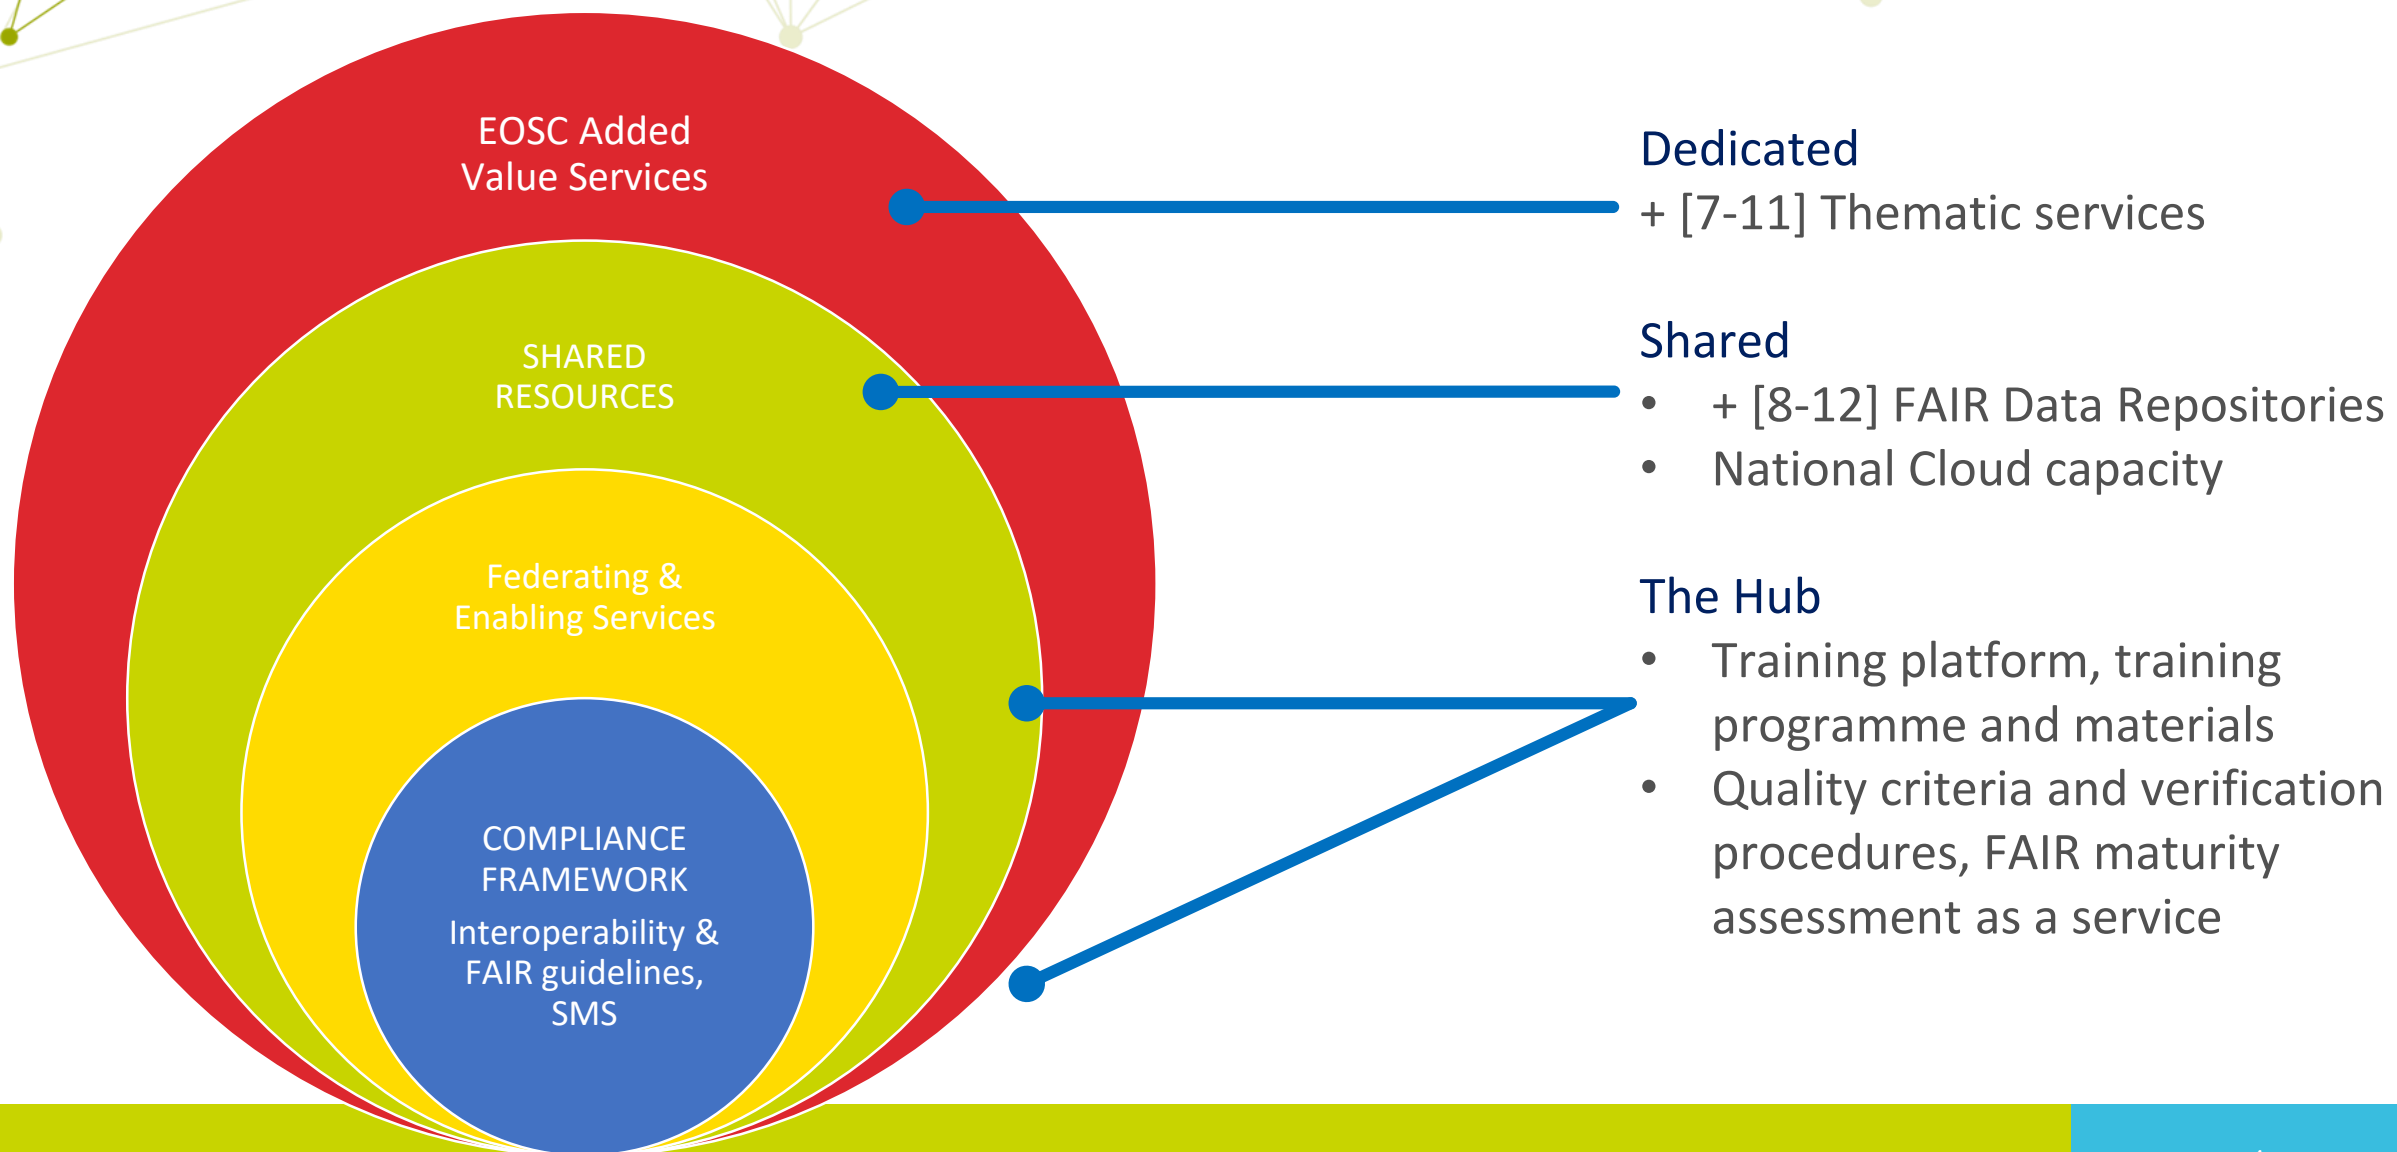 EOSC Added
Value Services
SHARED
RESOURCES
Federating &
Enabling Services
COMPLIANCE
FRAMEWORK
Interoperability &
FAIR guidelines,
SMS
Dedicated
+ [7-11] Thematic services
Shared
• + [8-12] FAIR Data Repositories
• National Cloud capacity
The Hub
• Training platform, training
programme and materials
• Quality criteria and verification
procedures, FAIR maturity
assessment as a service